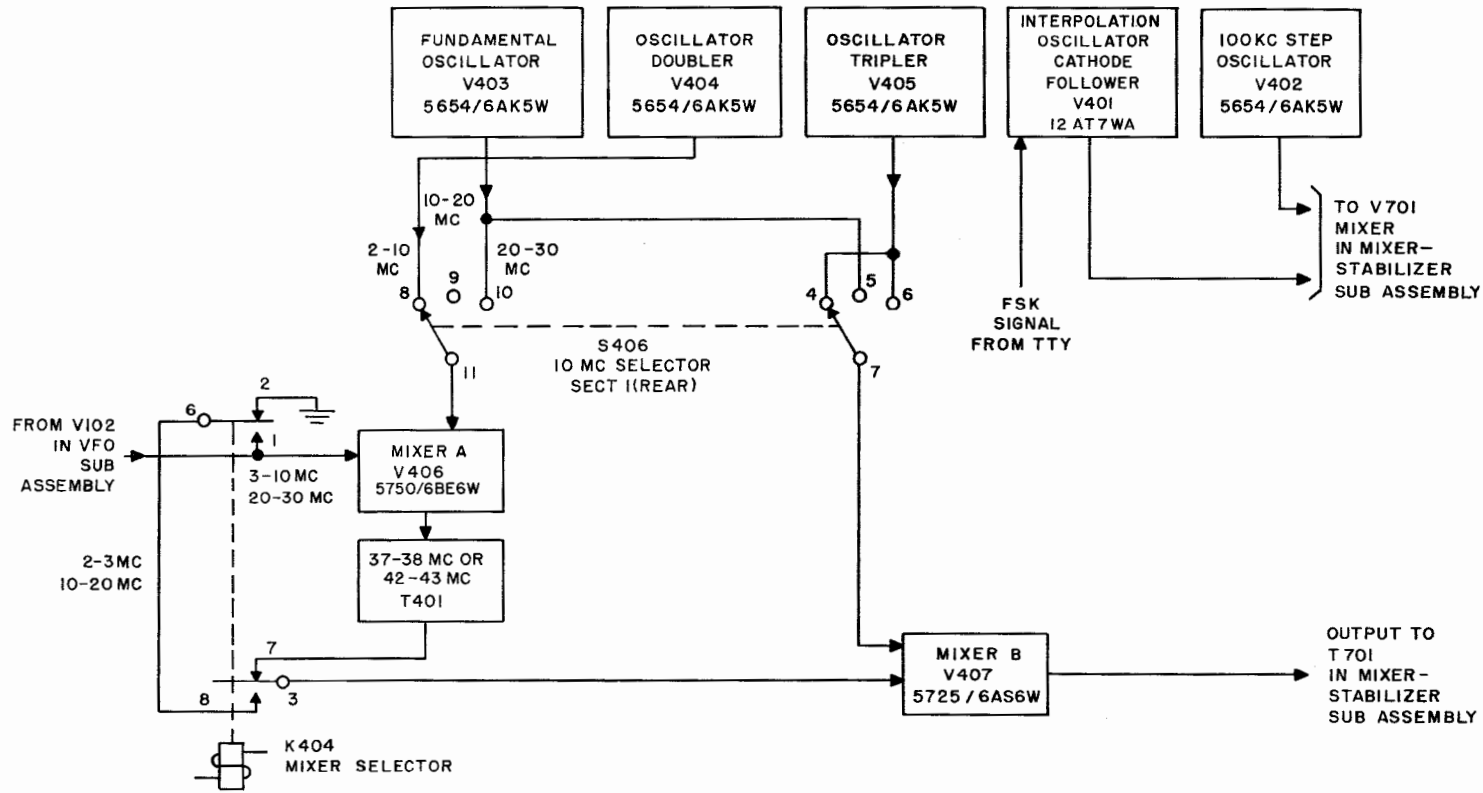 FUNDAMENTAL
OSCILLATOR
V403
5654/6AK5W
OSCILLATOR
DOUBLER
V404
5654/6AK5W
OSCILLATOR
TRIPLER
V405
5654/6AK5W
INTERPOLATION
OSCILLATOR
CATHODE
FOLLOWER
V401
12 AT7WA
100KC STEP
OSCILLATOR
V402
5654/6AK5W
10-20
MC
2-10
MC
20-30
MC
8
9
10
11
4
5
6
7
S406
10 MC SELECTOR
SECT 1(REAR)
FSK
SIGNAL
FROM TTY
TO V701
MIXER
IN MIXER-
STABILIZER
SUB ASSEMBLY
FROM V102
IN VFO
SUB
ASSEMBLY
6
2
1
3-10 MC
20-30 MC
MIXER A
V406
5750/6BE6W
37-38 MC OR
42-43 MC
T401
2-3MC
10-20 MC
7
8
3
K404
MIXER SELECTOR
MIXER B
V407
5725/6AS6W
OUTPUT TO
T701
IN MIXER-
STABILIZER
SUB ASSEMBLY